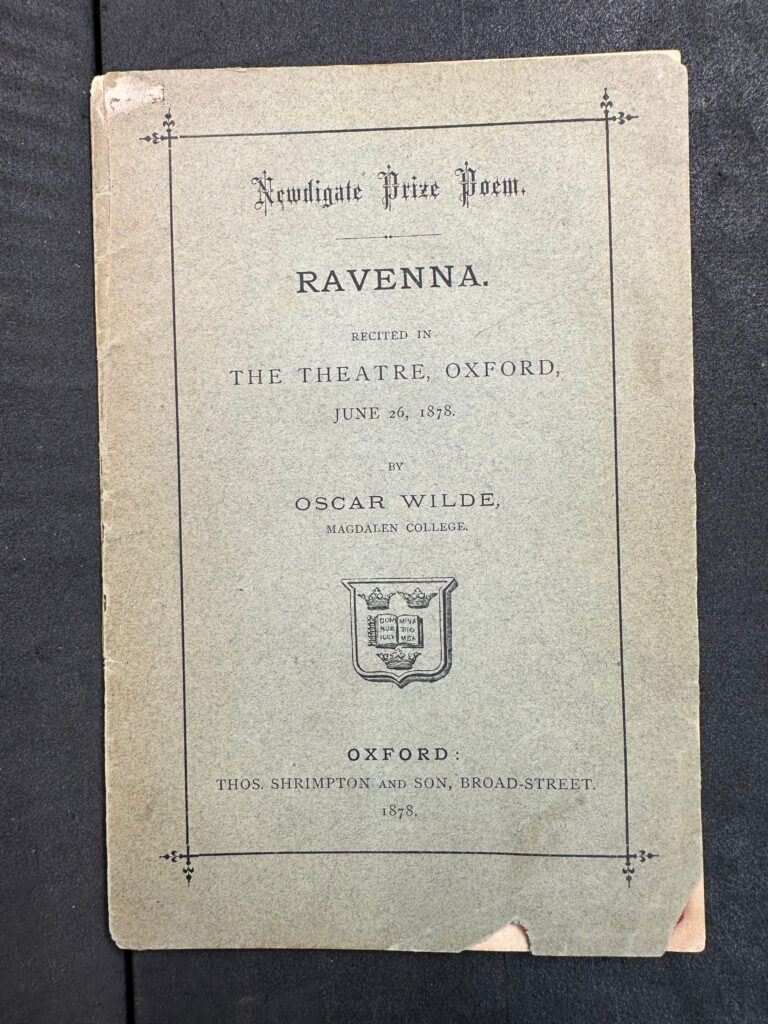 Newdigate Prize Poem.
RAVENNA.
RECITED IN
THE THEATRE, OXFORD,
JUNE 26, 1878.
BY
OSCAR WILDE,
MAGDALEN COLLEGE.
DOMI MINA
NUS TIO
ILLV MEA
OXFORD:
THOS. SHRIMPTON AND SON, BROAD-STREET.
1878.